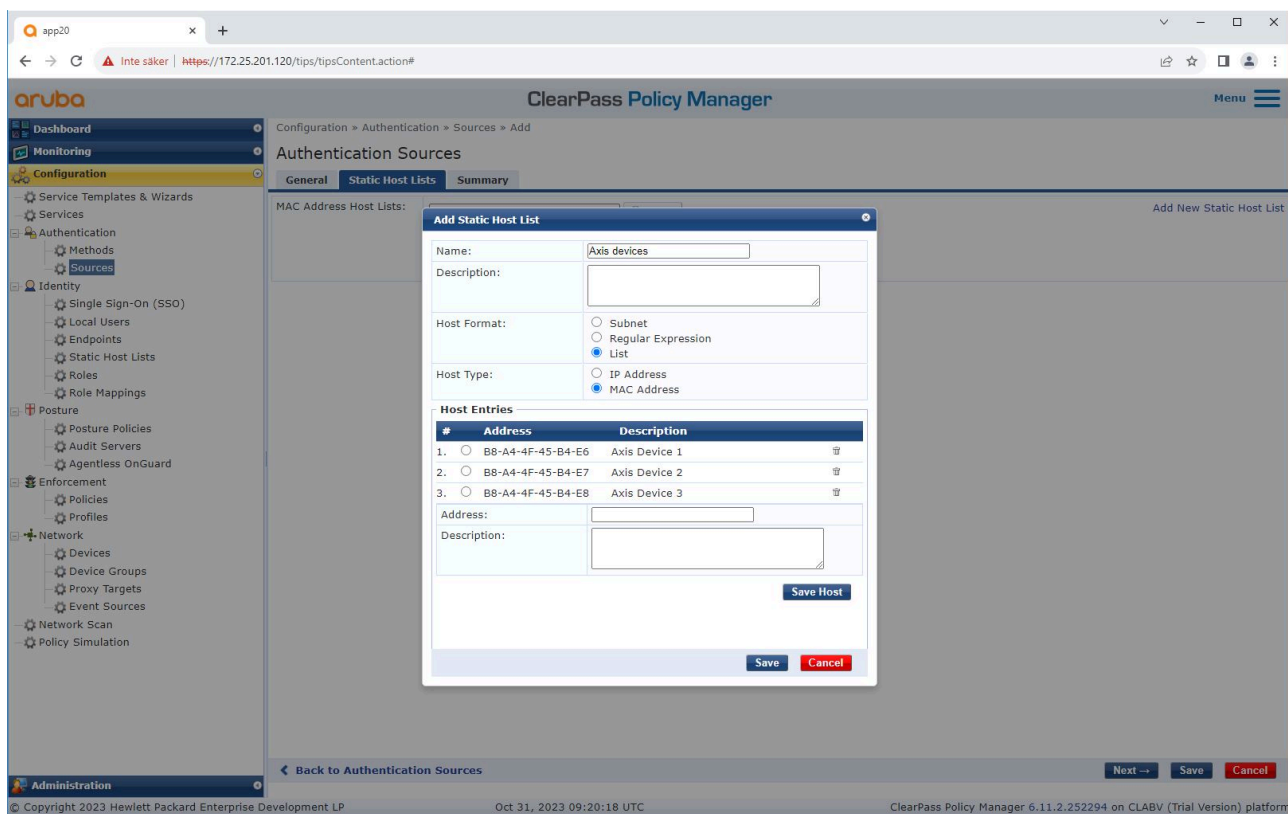 app20
Inte säker | https://172.25.201.120/tips/tipsContent.action#
aruba
ClearPass Policy Manager
Menu
Dashboard
Monitoring
Configuration
Service Templates & Wizards
Services
Authentication
Methods
Sources
Identity
Single Sign-On (SSO)
Local Users
Endpoints
Static Host Lists
Roles
Role Mappings
Posture
Posture Policies
Audit Servers
Agentless OnGuard
Enforcement
Policies
Profiles
Network
Devices
Device Groups
Proxy Targets
Event Sources
Network Scan
Policy Simulation
Administration
Configuration » Authentication » Sources » Add
Authentication Sources
General Static Host Lists Summary
MAC Address Host Lists:
Add New Static Host List
Add Static Host List
Name: Axis devices
Description:
Host Format: Subnet
Regular Expression
List
Host Type: IP Address
MAC Address
Host Entries
# Address Description
1. B8-A4-4F-45-B4-E6 Axis Device 1
2. B8-A4-4F-45-B4-E7 Axis Device 2
3. B8-A4-4F-45-B4-E8 Axis Device 3
Address:
Description:
Save Host
Save Cancel
Back to Authentication Sources
Next → Save Cancel
© Copyright 2023 Hewlett Packard Enterprise Development LP Oct 31, 2023 09:20:18 UTC ClearPass Policy Manager 6.11.2.252294 on CLABV (Trial Version) platform